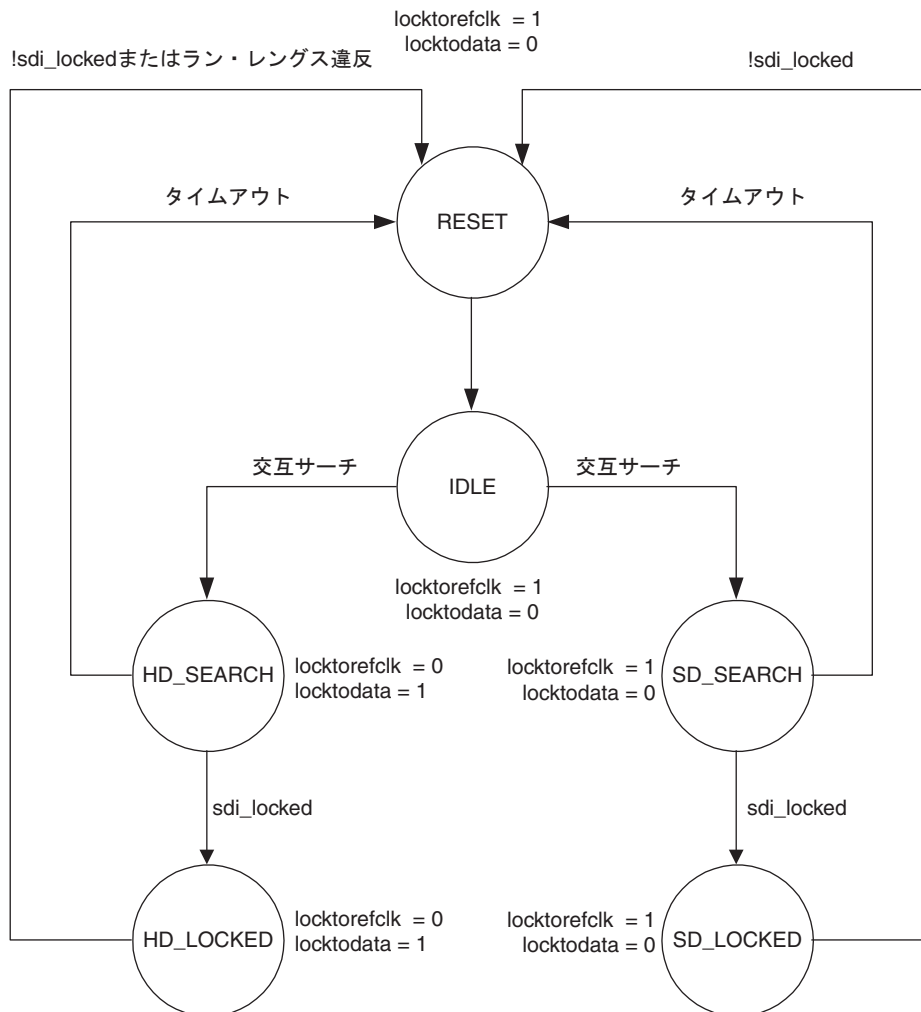 locktorefclk = 1
locktodata = 0
!sdi_lockedまたはラン・レングス違反
!sdi_locked
タイムアウト
タイムアウト
RESET
交互サーチ
交互サーチ
IDLE
locktorefclk = 1
locktodata = 0
HD_SEARCH
locktorefclk = 0
locktodata = 1
locktorefclk = 1
locktodata = 0
SD_SEARCH
sdi_locked
sdi_locked
HD_LOCKED
locktorefclk = 0
locktodata = 1
locktorefclk = 1
locktodata = 0
SD_LOCKED